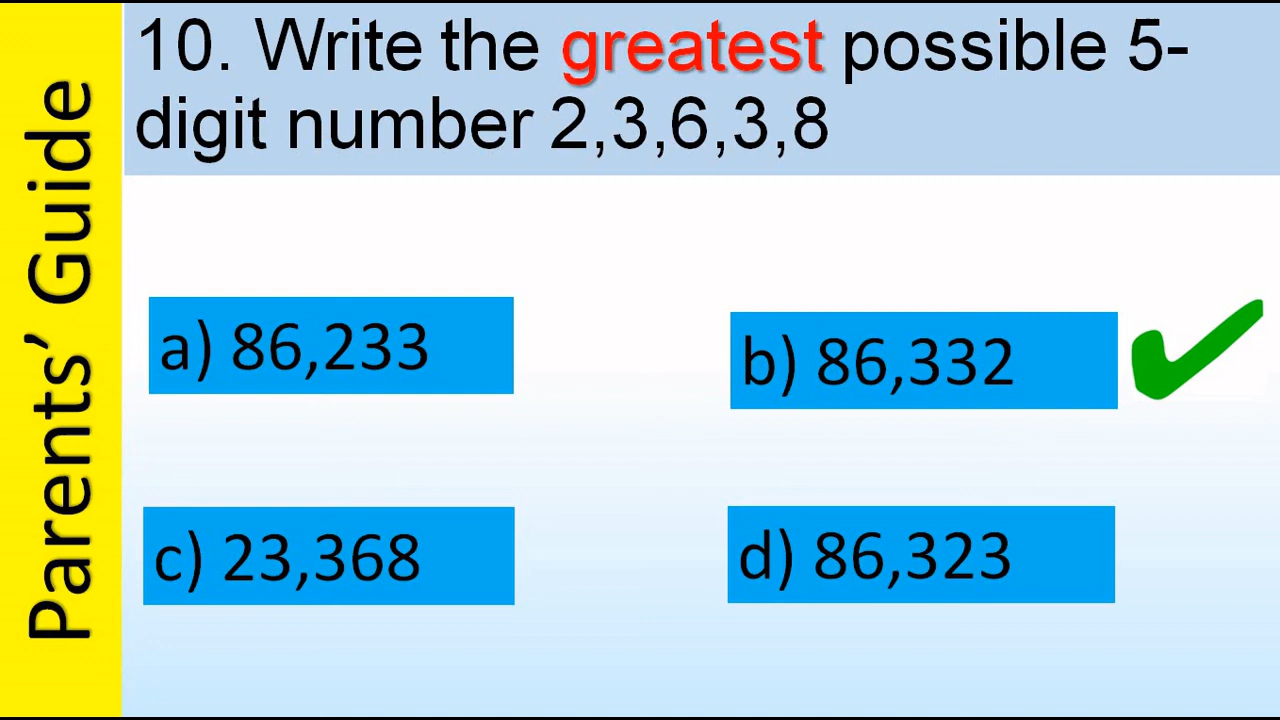 Parents’ Guide
10. Write the greatest possible 5-
digit number 2,3,6,3,8
a) 86,233
b) 86,332
c) 23,368
d) 86,323